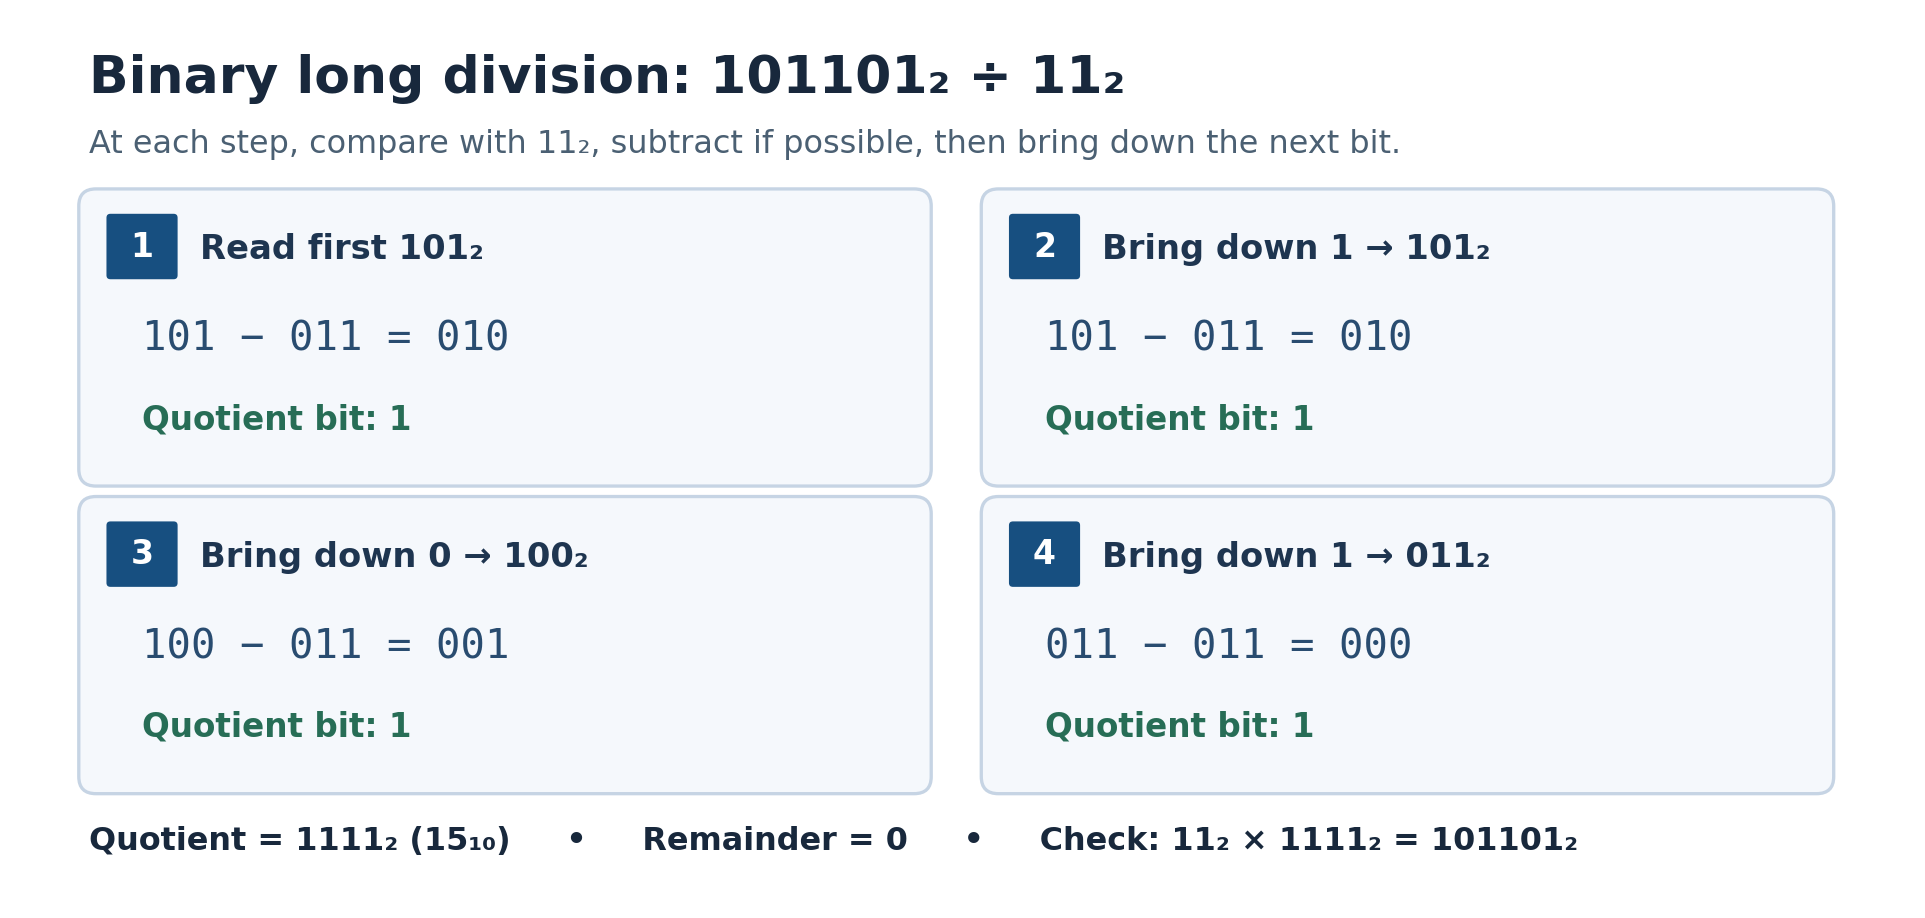 Binary long division: 101101₂ ÷ 11₂
At each step, compare with 11₂, subtract if possible, then bring down the next bit.
1 Read first 101₂
101 − 011 = 010
Quotient bit: 1
2 Bring down 1 → 101₂
101 − 011 = 010
Quotient bit: 1
3 Bring down 0 → 100₂
100 − 011 = 001
Quotient bit: 1
4 Bring down 1 → 011₂
011 − 011 = 000
Quotient bit: 1
Quotient = 1111₂ (15₁₀) • Remainder = 0 • Check: 11₂ × 1111₂ = 101101₂